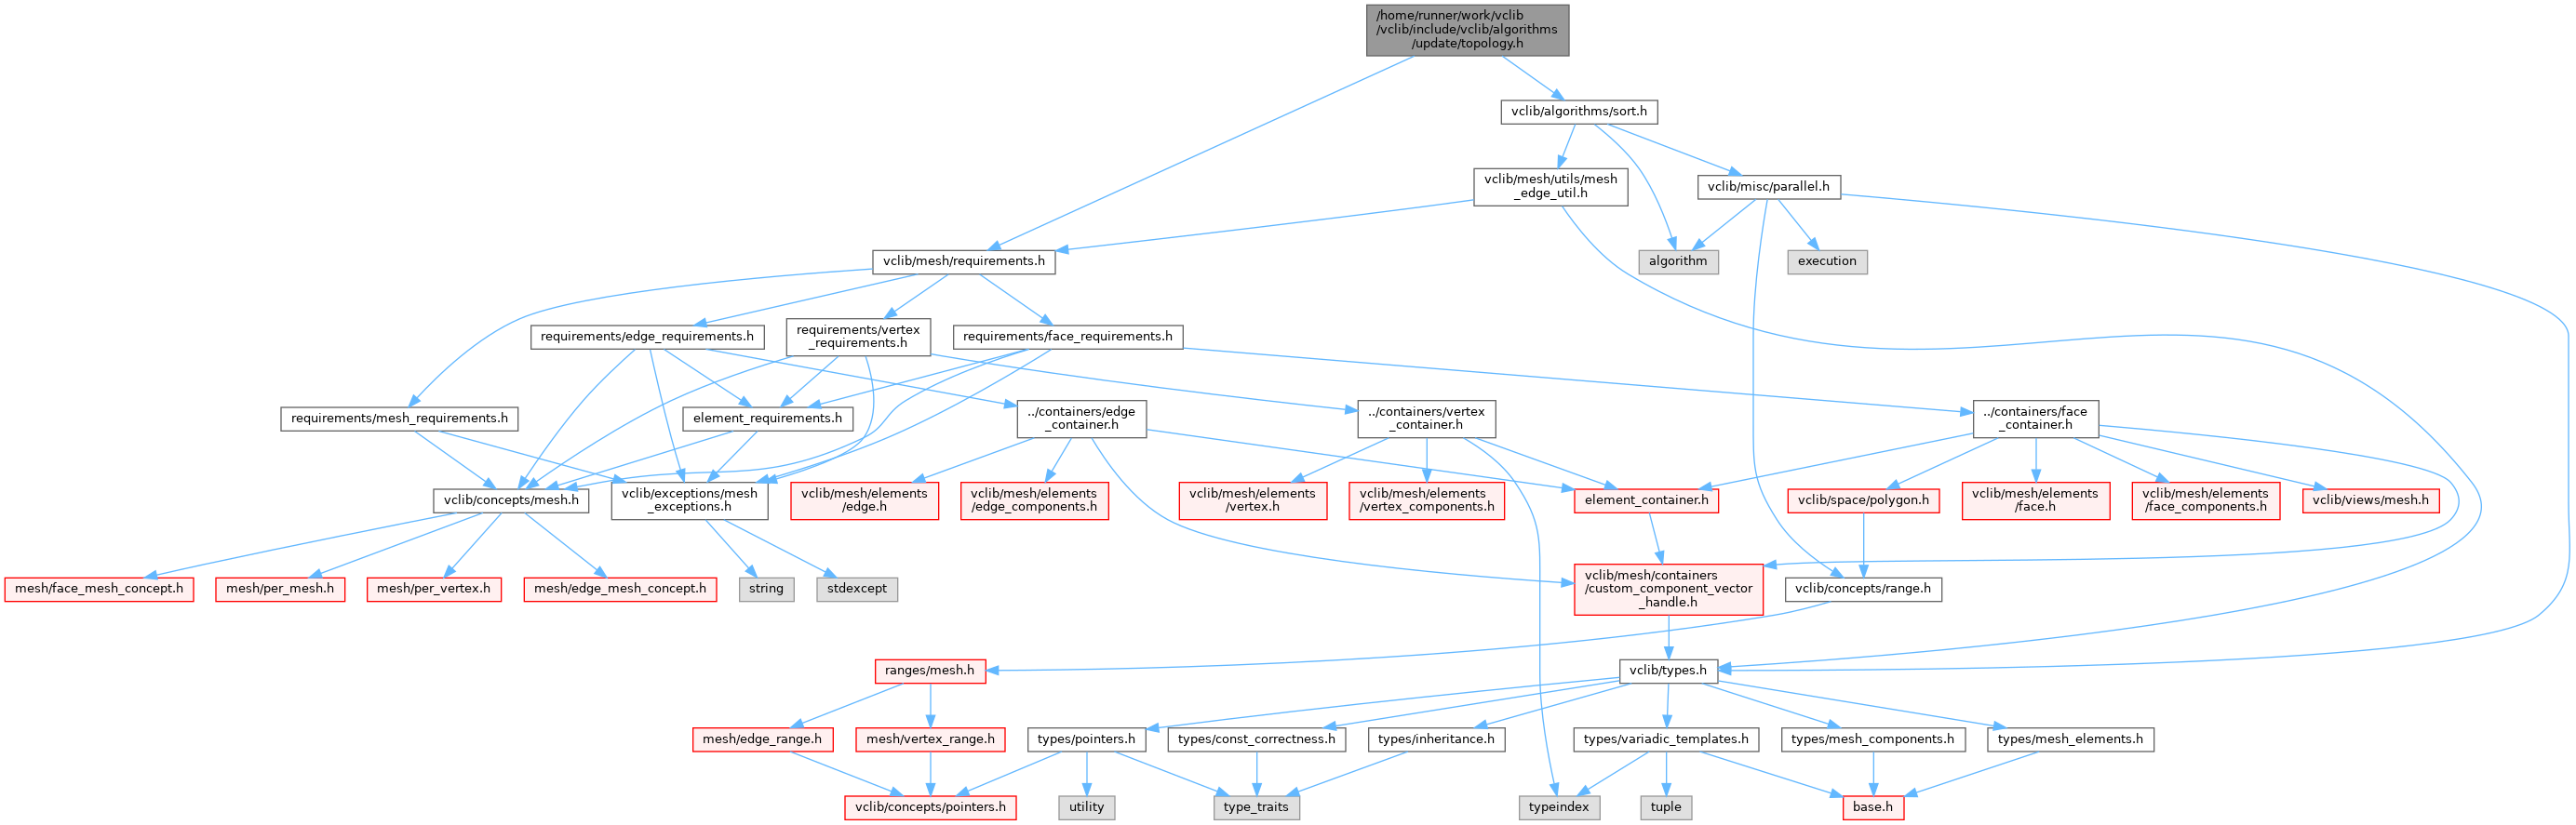 /home/runner/work/vclib
/vclib/include/vclib/algorithms
/update/topology.h
vclib/algorithms/sort.h
vclib/mesh/utils/mesh
_edge_util.h
vclib/misc/parallel.h
vclib/mesh/requirements.h
algorithm
execution
requirements/edge_requirements.h
requirements/vertex
_requirements.h
requirements/face_requirements.h
requirements/mesh_requirements.h
element_requirements.h
../containers/edge
_container.h
../containers/vertex
_container.h
../containers/face
_container.h
vclib/concepts/mesh.h
vclib/exceptions/mesh
_exceptions.h
vclib/mesh/elements
/edge.h
vclib/mesh/elements
/edge_components.h
vclib/mesh/elements
/vertex.h
vclib/mesh/elements
/vertex_components.h
element_container.h
vclib/space/polygon.h
vclib/mesh/elements
/face.h
vclib/mesh/elements
/face_components.h
vclib/views/mesh.h
mesh/face_mesh_concept.h
mesh/per_mesh.h
mesh/per_vertex.h
mesh/edge_mesh_concept.h
string
stdexcept
vclib/mesh/containers
/custom_component_vector
_handle.h
vclib/concepts/range.h
ranges/mesh.h
vclib/types.h
mesh/edge_range.h
mesh/vertex_range.h
types/pointers.h
types/const_correctness.h
types/inheritance.h
types/variadic_templates.h
types/mesh_components.h
types/mesh_elements.h
vclib/concepts/pointers.h
utility
type_traits
typeindex
tuple
base.h